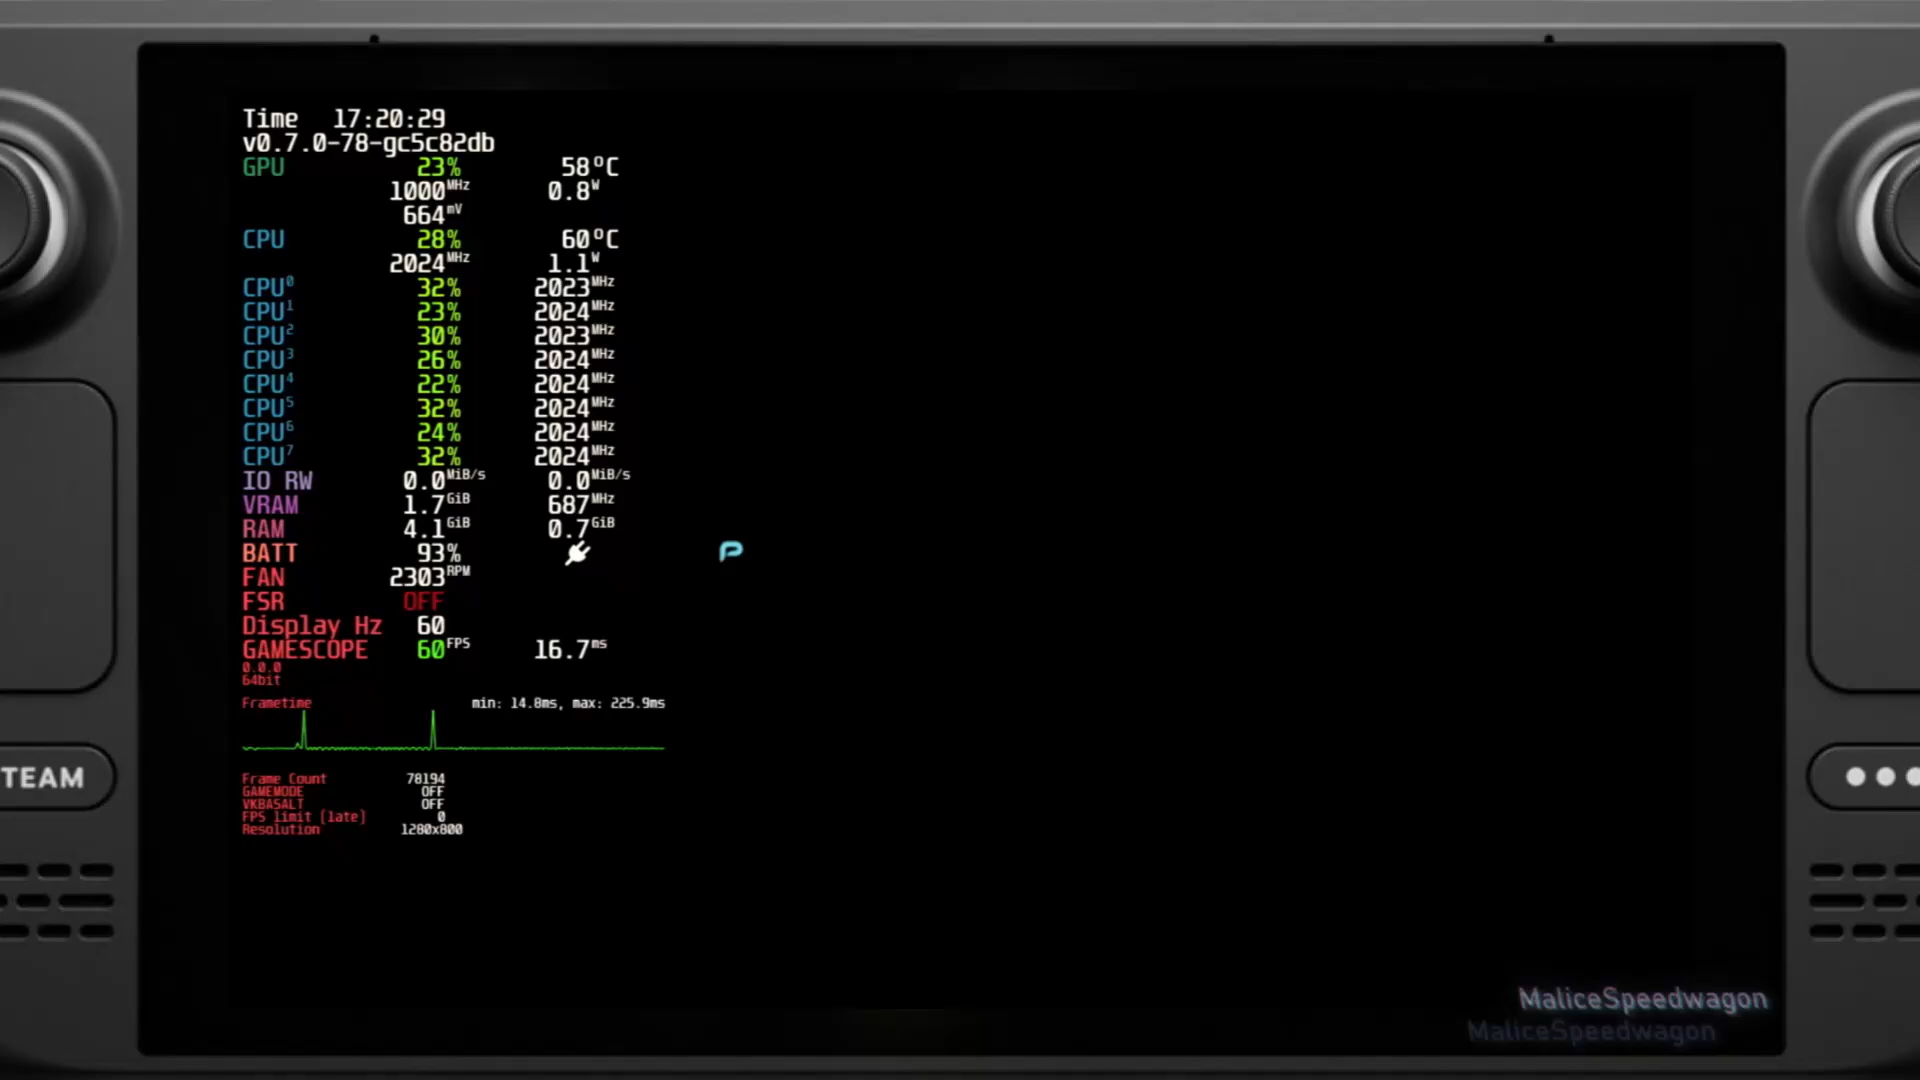 Time 17:20:29
v0.7.0-78-gc5c82db
GPU 23% 58°C
1000MHz 0.8W
664mV
CPU 28% 60°C
2024MHz 1.1W
CPU0 32% 2023MHz
CPU1 23% 2024MHz
CPU2 30% 2023MHz
CPU3 26% 2024MHz
CPU4 22% 2024MHz
CPU5 32% 2024MHz
CPU6 24% 2024MHz
CPU7 32% 2024MHz
IO RW 0.0MiB/s 0.0MiB/s
VRAM 1.7GiB 687MHz
RAM 4.1GiB 0.7GiB
BATT 93%
FAN 2303RPM
FSR OFF
Display Hz 60
GAMESCOPE 60FPS 16.7ms
0.0.0
64bit
Frametime min: 14.8ms, max: 225.9ms
Frame Count 78194
GAMEMODE OFF
VKBASALT OFF
FPS limit (late) 0
Resolution 1280x800
TEAM
MaliceSpeedwagon
MaliceSpeedwagon